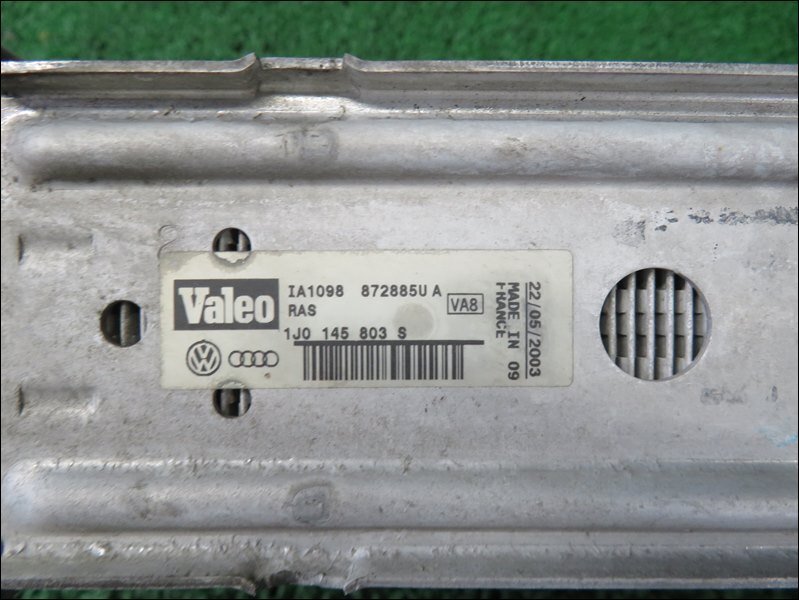 Valeo
IA1098 872885U A
RAS
VA8
1J0 145 803 S
22/05/2003
MADE IN 09
FRANCE